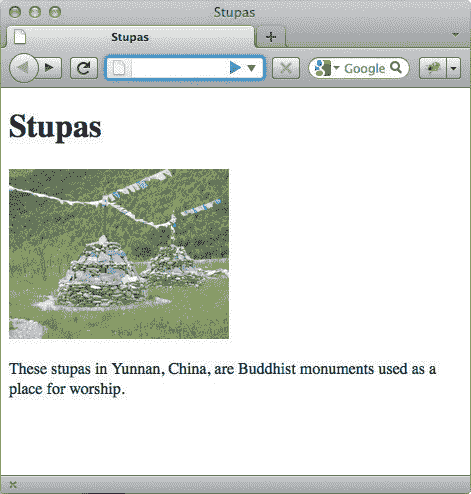 Stupas
Stupas
Google
Stupas
These stupas in Yunnan, China, are Buddhist monuments used as a
place for worship.